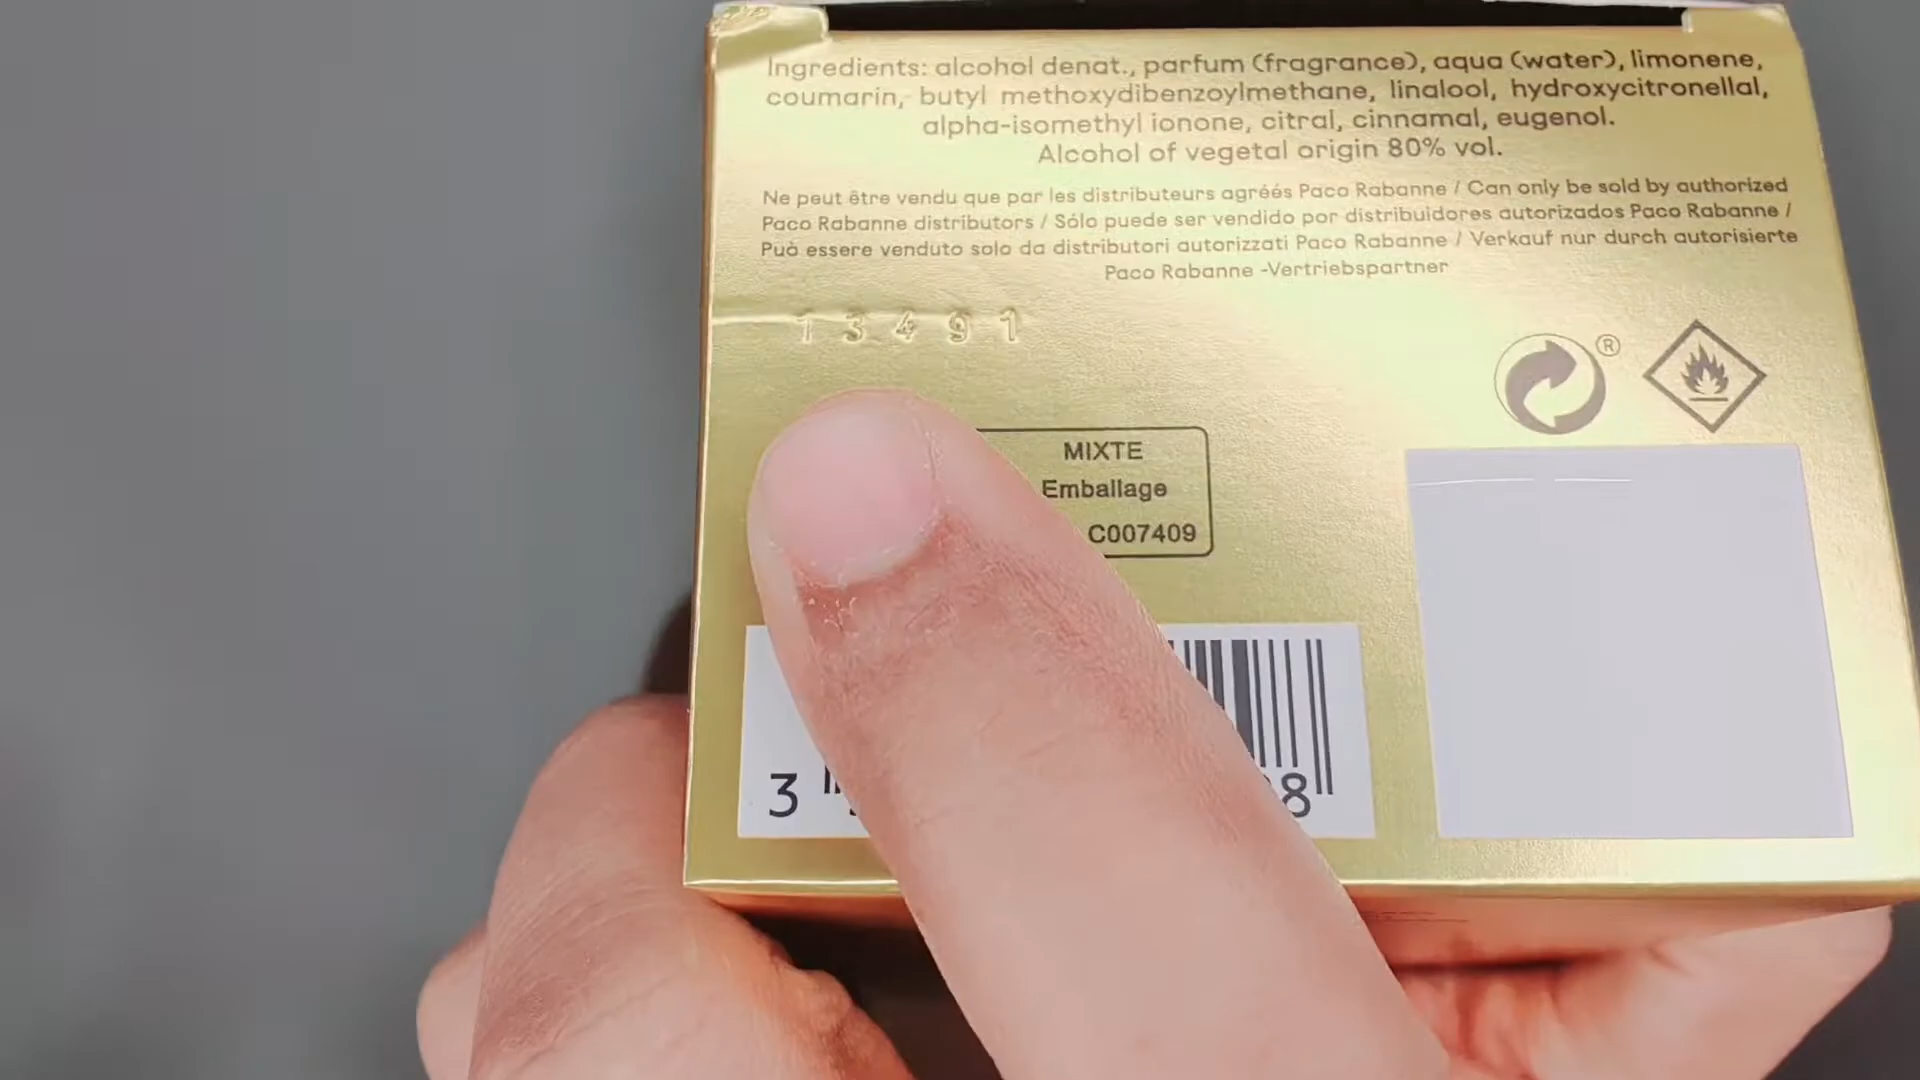 Ingredients: alcohol denat., parfum (fragrance), aqua (water), limonene,
coumarin, butyl methoxydibenzoylmethane, linalool, hydroxycitronellal,
alpha-isomethyl ionone, citral, cinnamal, eugenol.
Alcohol of vegetal origin 80% vol.
Ne peut être vendu que par les distributeurs agréés Paco Rabanne / Can only be sold by authorized
Paco Rabanne distributors / Sólo puede ser vendido por distribuidores autorizados Paco Rabanne /
Può essere venduto solo da distributori autorizzati Paco Rabanne / Verkauf nur durch autorisierte
Paco Rabanne -Vertriebspartner
13491
®
MIXTE
Emballage
C007409
3 8